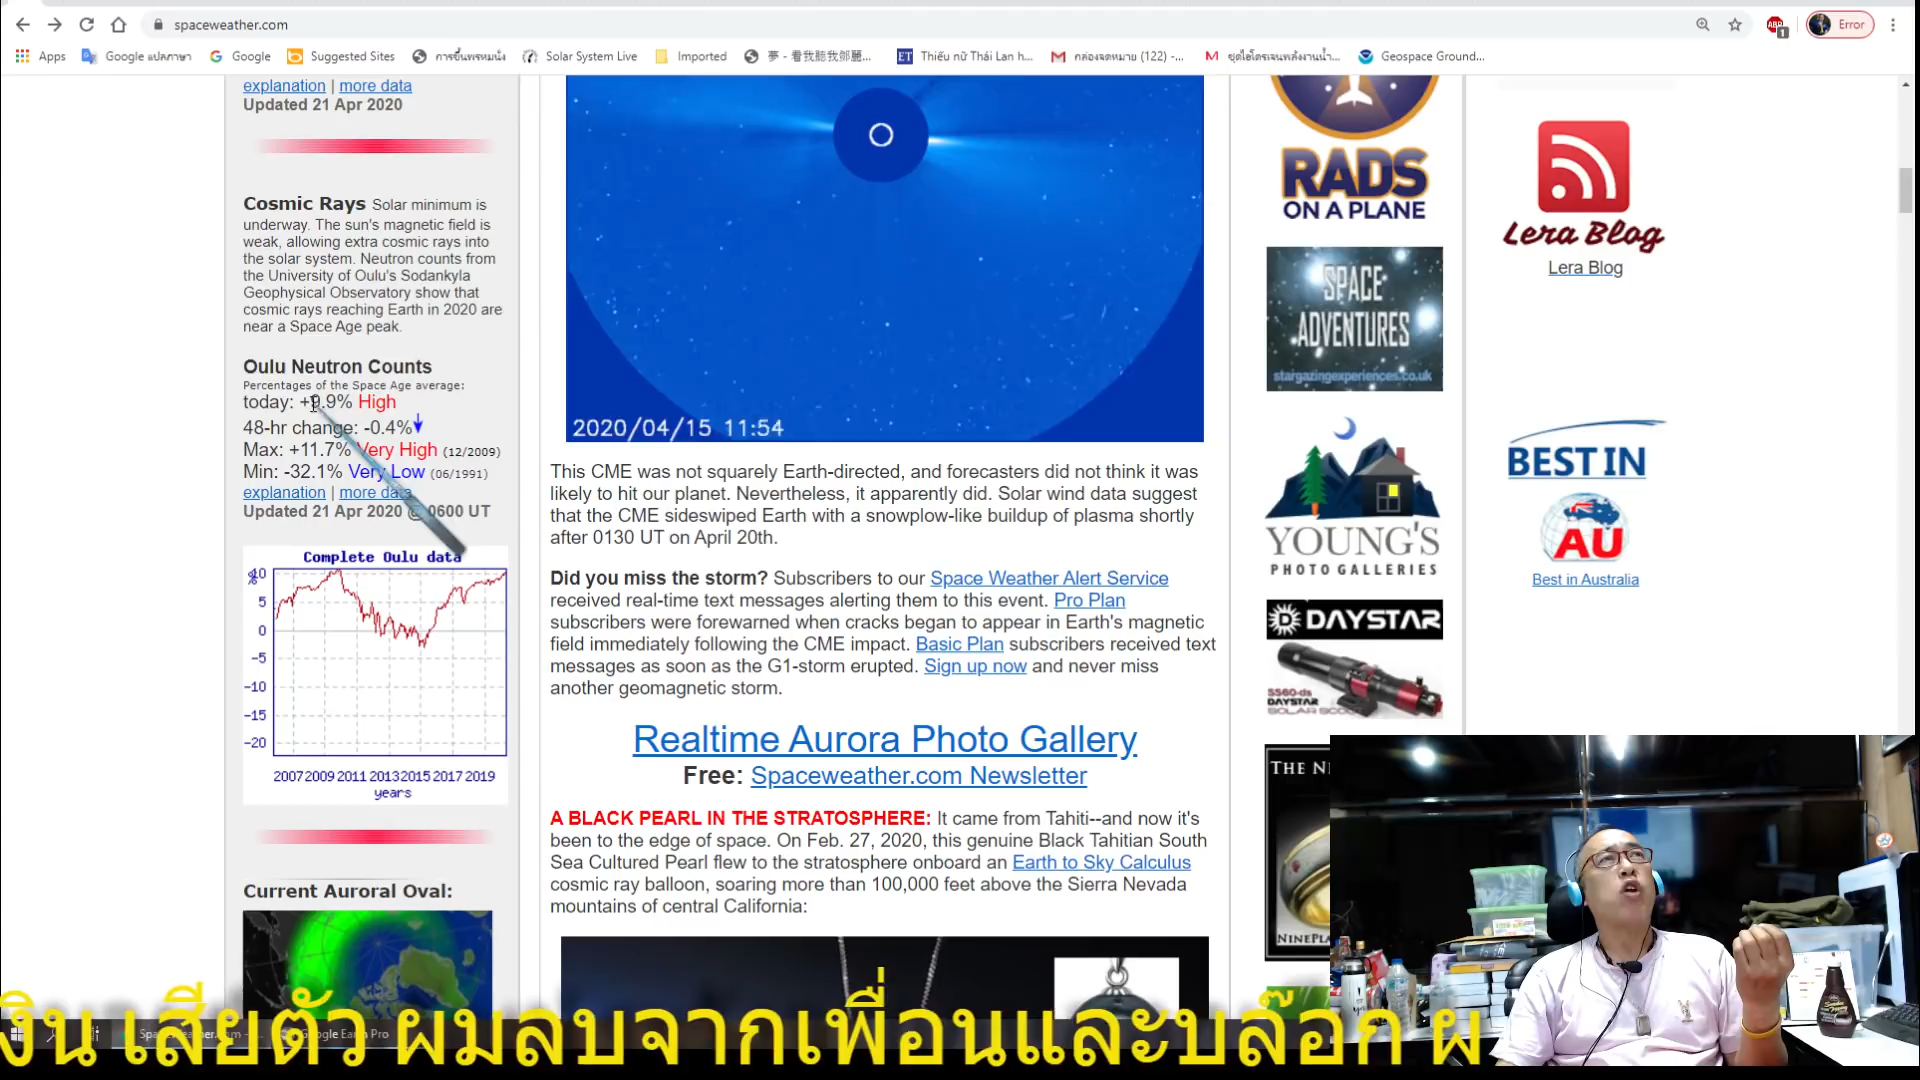 spaceweather.com
Error
Apps
Google แปลภาษา
Google
Suggested Sites
การขึ้นพรหมนั่ง
Solar System Live
Imported
夢 - 看我聽我鄧麗...
Thiếu nữ Thái Lan h...
กล่องจดหมาย (122) -...
ชุดไฮโดรเจนพลังงานน้ำ...
Geospace Ground...
explanation | more data
Updated 21 Apr 2020
Cosmic Rays Solar minimum is
underway. The sun's magnetic field is
weak, allowing extra cosmic rays into
the solar system. Neutron counts from
the University of Oulu's Sodankyla
Geophysical Observatory show that
cosmic rays reaching Earth in 2020 are
near a Space Age peak.
Oulu Neutron Counts
Percentages of the Space Age average:
today: +9.9% High
48-hr change: -0.4%
Max: +11.7% Very High (12/2009)
Min: -32.1% Very Low (06/1991)
explanation | more data
Updated 21 Apr 2020 @ 0600 UT
Complete Oulu data
%
10
5
0
-5
-10
-15
-20
2007 2009 2011 2013 2015 2017 2019
years
Current Auroral Oval:
2020/04/15 11:54
This CME was not squarely Earth-directed, and forecasters did not think it was
likely to hit our planet. Nevertheless, it apparently did. Solar wind data suggest
that the CME sideswiped Earth with a snowplow-like buildup of plasma shortly
after 0130 UT on April 20th.
Did you miss the storm? Subscribers to our Space Weather Alert Service
received real-time text messages alerting them to this event. Pro Plan
subscribers were forewarned when cracks began to appear in Earth's magnetic
field immediately following the CME impact. Basic Plan subscribers received text
messages as soon as the G1-storm erupted. Sign up now and never miss
another geomagnetic storm.
Realtime Aurora Photo Gallery
Free: Spaceweather.com Newsletter
A BLACK PEARL IN THE STRATOSPHERE: It came from Tahiti--and now it's
been to the edge of space. On Feb. 27, 2020, this genuine Black Tahitian South
Sea Cultured Pearl flew to the stratosphere onboard an Earth to Sky Calculus
cosmic ray balloon, soaring more than 100,000 feet above the Sierra Nevada
mountains of central California:
RADS
ON A PLANE
SPACE
ADVENTURES
stargazingexperiences.co.uk
YOUNG'S
PHOTO GALLERIES
DAYSTAR
SS60-ds
DAYSTAR
THE NI
NINEPLA
Lera Blog
Lera Blog
BEST IN
AU
Best in Australia
Google Earth Pro
งิน เสียตัว ผมลบจากเพื่อนและบล๊อก ผ